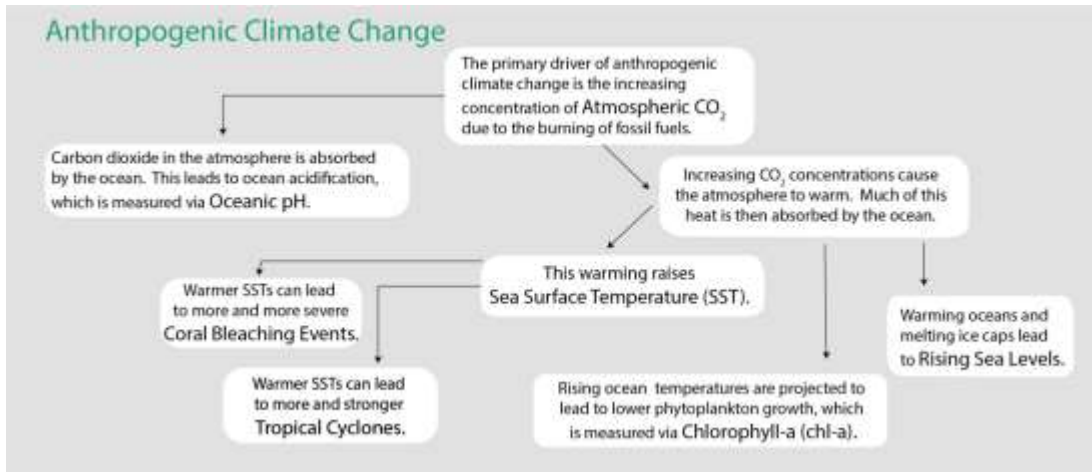 Anthropogenic Climate Change
The primary driver of anthropogenic
climate change is the increasing
concentration of Atmospheric CO₂
due to the burning of fossil fuels.
Carbon dioxide in the atmosphere is absorbed
by the ocean. This leads to ocean acidification,
which is measured via Oceanic pH.
Increasing CO₂ concentrations cause
the atmosphere to warm. Much of this
heat is then absorbed by the ocean.
This warming raises
Sea Surface Temperature (SST).
Warmer SSTs can lead
to more and more severe
Coral Bleaching Events.
Warming oceans and
melting ice caps lead
to Rising Sea Levels.
Warmer SSTs can lead
to more and stronger
Tropical Cyclones.
Rising ocean temperatures are projected to
lead to lower phytoplankton growth, which
is measured via Chlorophyll-a (chl-a).